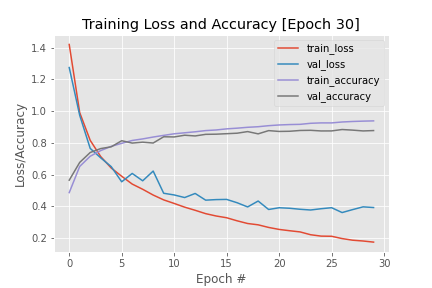 Training Loss and Accuracy [Epoch 30]
1.4
1.2
1.0
0.8
0.6
0.4
0.2
Loss/Accuracy
train_loss
val_loss
train_accuracy
val_accuracy
0 5 10 15 20 25 30
Epoch #